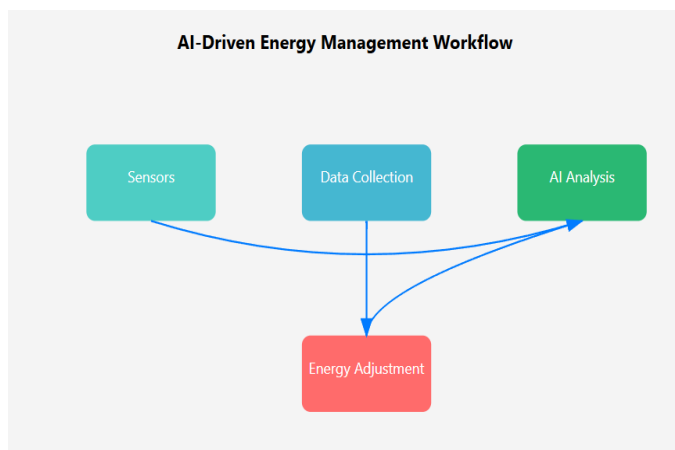 AI-Driven Energy Management Workflow
Sensors
Data Collection
AI Analysis
Energy Adjustment